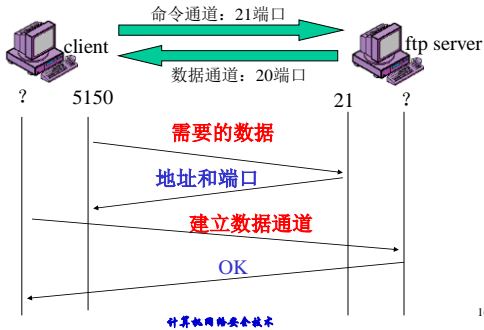 命令通道：21端口
client
ftp server
数据通道：20端口
? 5150 21 ?
需要的数据
地址和端口
建立数据通道
OK
计算机网络安全技术